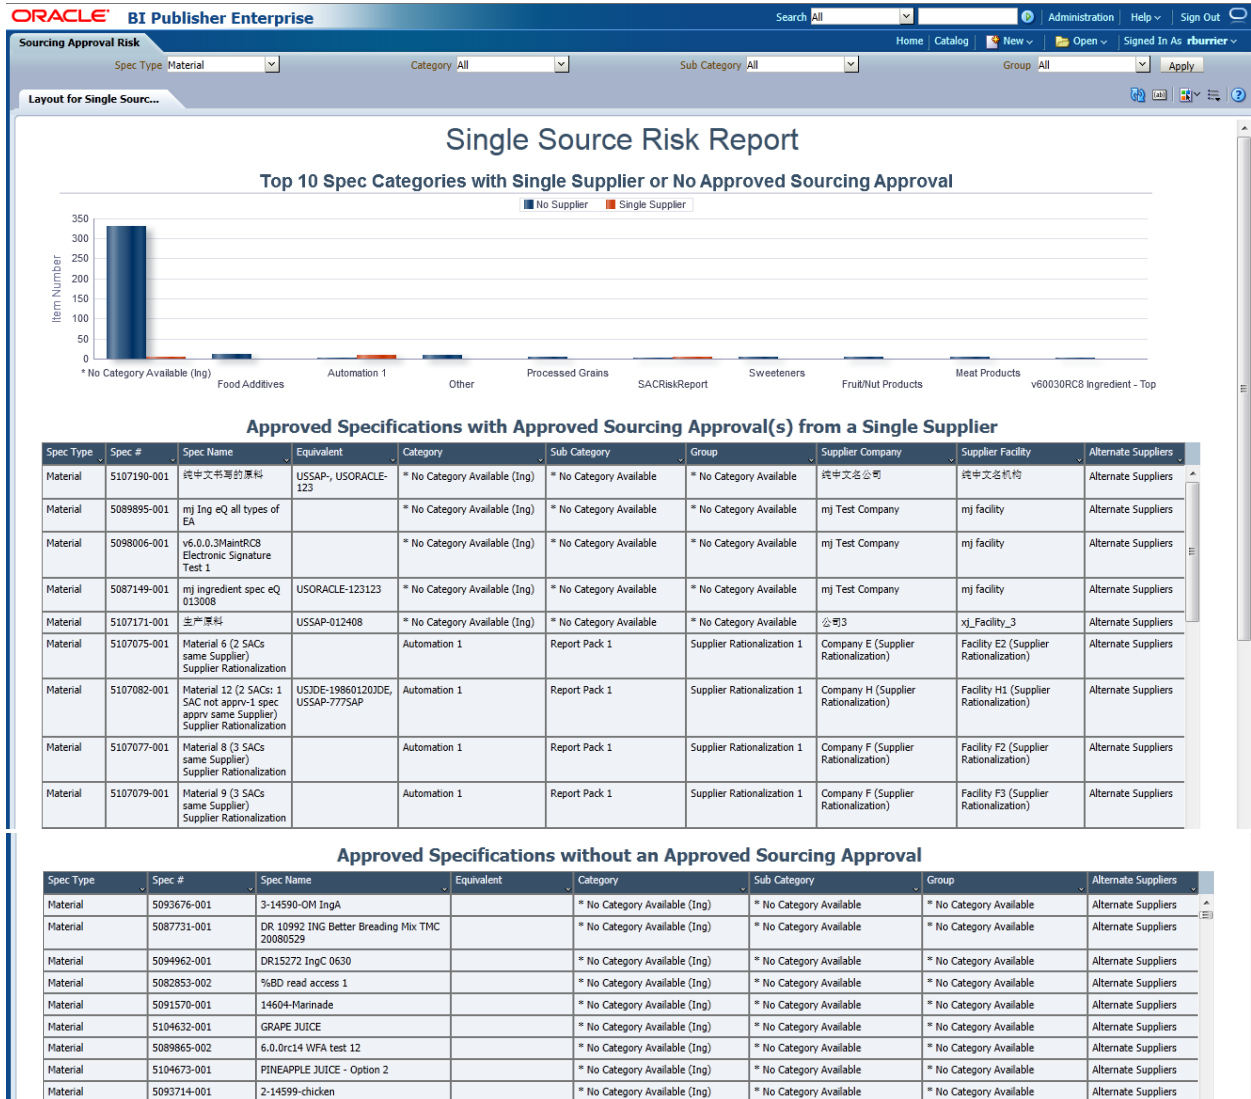 ORACLE BI Publisher Enterprise Search All Administration Help Sign Out
Sourcing Approval Risk Home Catalog New Open Signed In As rburrier
Spec Type Material Category All Sub Category All Group All Apply
Layout for Single Sourc...
Single Source Risk Report
Top 10 Spec Categories with Single Supplier or No Approved Sourcing Approval
No Supplier Single Supplier
350
300
250
200
150
100
50
0
Item Number
* No Category Available (Ing) Automation 1 Processed Grains Sweeteners Meat Products
Food Additives Other SACRiskReport Fruit/Nut Products v60030RC8 Ingredient - Top
Approved Specifications with Approved Sourcing Approval(s) from a Single Supplier
Spec Type Spec # Spec Name Equivalent Category Sub Category Group Supplier Company Supplier Facility Alternate Suppliers
Material 5107190-001 纯中文书写的原料 USSAP-, USORACLE- * No Category Available (Ing) * No Category Available * No Category Available 纯中文名公司 纯中文名机构 Alternate Suppliers
123
Material 5089895-001 mj Ing eQ all types of * No Category Available (Ing) * No Category Available * No Category Available mj Test Company mj facility Alternate Suppliers
EA
Material 5098006-001 v6.0.0.3MaintRC8 * No Category Available (Ing) * No Category Available * No Category Available mj Test Company mj facility Alternate Suppliers
Electronic Signature
Test 1
Material 5087149-001 mj ingredient spec eQ USORACLE-123123 * No Category Available (Ing) * No Category Available * No Category Available mj Test Company mj facility Alternate Suppliers
013008
Material 5107171-001 生产原料 USSAP-012408 * No Category Available (Ing) * No Category Available * No Category Available 公司3 xj_Facility_3 Alternate Suppliers
Material 5107075-001 Material 6 (2 SACs Automation 1 Report Pack 1 Supplier Rationalization 1 Company E (Supplier Facility E2 (Supplier Alternate Suppliers
same Supplier) Rationalization) Rationalization)
Supplier Rationalization
Material 5107082-001 Material 12 (2 SACs: 1 USJDE-19860120JDE, Automation 1 Report Pack 1 Supplier Rationalization 1 Company H (Supplier Facility H1 (Supplier Alternate Suppliers
SAC not apprv-1 spec USSAP-777SAP Rationalization) Rationalization)
apprv same Supplier)
Supplier Rationalization
Material 5107077-001 Material 8 (3 SACs Automation 1 Report Pack 1 Supplier Rationalization 1 Company F (Supplier Facility F2 (Supplier Alternate Suppliers
same Supplier) Rationalization) Rationalization)
Supplier Rationalization
Material 5107079-001 Material 9 (3 SACs Automation 1 Report Pack 1 Supplier Rationalization 1 Company F (Supplier Facility F3 (Supplier Alternate Suppliers
same Supplier) Rationalization) Rationalization)
Supplier Rationalization
Approved Specifications without an Approved Sourcing Approval
Spec Type Spec # Spec Name Equivalent Category Sub Category Group Alternate Suppliers
Material 5093676-001 3-14590-OM IngA * No Category Available (Ing) * No Category Available * No Category Available Alternate Suppliers
Material 5087731-001 DR 10992 ING Better Breading Mix TMC * No Category Available (Ing) * No Category Available * No Category Available Alternate Suppliers
20080529
Material 5094962-001 DR15272 IngC 0630 * No Category Available (Ing) * No Category Available * No Category Available Alternate Suppliers
Material 5082853-002 %BD read access 1 * No Category Available (Ing) * No Category Available * No Category Available Alternate Suppliers
Material 5091570-001 14604-Marinade * No Category Available (Ing) * No Category Available * No Category Available Alternate Suppliers
Material 5104632-001 GRAPE JUICE * No Category Available (Ing) * No Category Available * No Category Available Alternate Suppliers
Material 5089865-002 6.0.0rc14 WFA test 12 * No Category Available (Ing) * No Category Available * No Category Available Alternate Suppliers
Material 5104673-001 PINEAPPLE JUICE - Option 2 * No Category Available (Ing) * No Category Available * No Category Available Alternate Suppliers
Material 5093714-001 2-14599-chicken * No Category Available (Ing) * No Category Available * No Category Available Alternate Suppliers